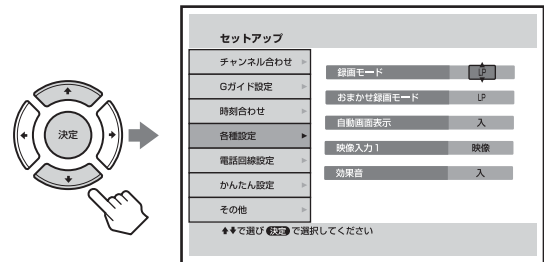 決定
セットアップ
チャンネル合わせ
Gガイド設定
時刻合わせ
各種設定
電話回線設定
かんたん設定
その他
録画モード LP
おまかせ録画モード LP
自動画面表示 入
映像入力1 映像
効果音 入
で選び 決定 で選択してください